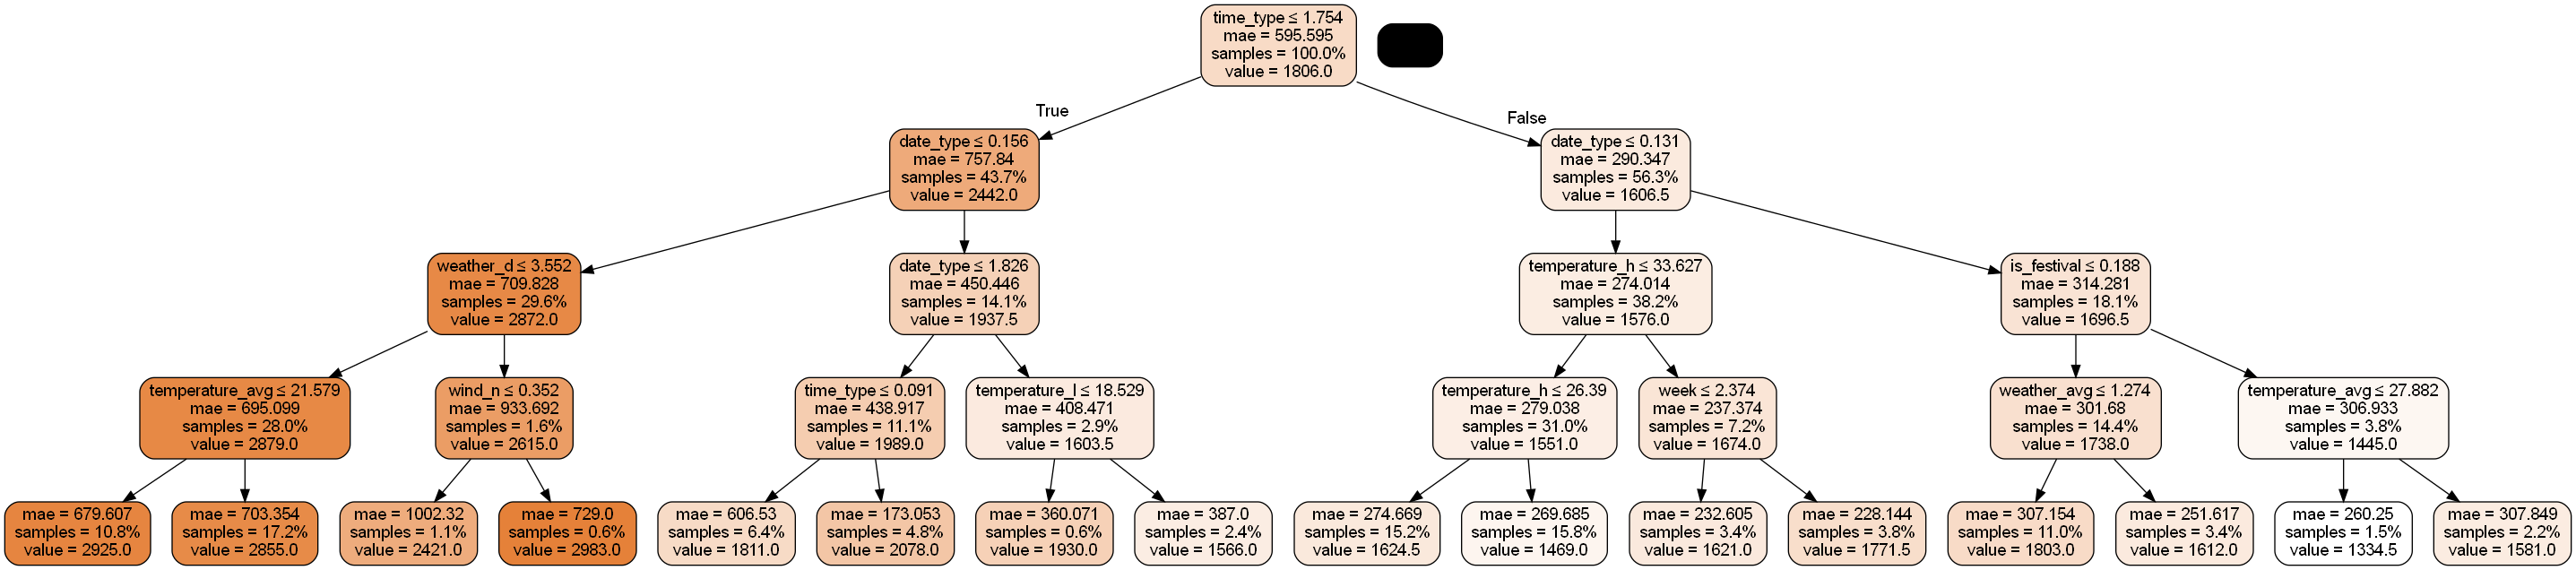 time_type ≤ 1.754
mae = 595.595
samples = 100.0%
value = 1806.0
True
False
date_type ≤ 0.156
mae = 757.84
samples = 43.7%
value = 2442.0
date_type ≤ 0.131
mae = 290.347
samples = 56.3%
value = 1606.5
weather_d ≤ 3.552
mae = 709.828
samples = 29.6%
value = 2872.0
date_type ≤ 1.826
mae = 450.446
samples = 14.1%
value = 1937.5
temperature_h ≤ 33.627
mae = 274.014
samples = 38.2%
value = 1576.0
is_festival ≤ 0.188
mae = 314.281
samples = 18.1%
value = 1696.5
temperature_avg ≤ 21.579
mae = 695.099
samples = 28.0%
value = 2879.0
wind_n ≤ 0.352
mae = 933.692
samples = 1.6%
value = 2615.0
time_type ≤ 0.091
mae = 438.917
samples = 11.1%
value = 1989.0
temperature_l ≤ 18.529
mae = 408.471
samples = 2.9%
value = 1603.5
temperature_h ≤ 26.39
mae = 279.038
samples = 31.0%
value = 1551.0
week ≤ 2.374
mae = 237.374
samples = 7.2%
value = 1674.0
weather_avg ≤ 1.274
mae = 301.68
samples = 14.4%
value = 1738.0
temperature_avg ≤ 27.882
mae = 306.933
samples = 3.8%
value = 1445.0
mae = 679.607
samples = 10.8%
value = 2925.0
mae = 703.354
samples = 17.2%
value = 2855.0
mae = 1002.32
samples = 1.1%
value = 2421.0
mae = 729.0
samples = 0.6%
value = 2983.0
mae = 606.53
samples = 6.4%
value = 1811.0
mae = 173.053
samples = 4.8%
value = 2078.0
mae = 360.071
samples = 0.6%
value = 1930.0
mae = 387.0
samples = 2.4%
value = 1566.0
mae = 274.669
samples = 15.2%
value = 1624.5
mae = 269.685
samples = 15.8%
value = 1469.0
mae = 232.605
samples = 3.4%
value = 1621.0
mae = 228.144
samples = 3.8%
value = 1771.5
mae = 307.154
samples = 11.0%
value = 1803.0
mae = 251.617
samples = 3.4%
value = 1612.0
mae = 260.25
samples = 1.5%
value = 1334.5
mae = 307.849
samples = 2.2%
value = 1581.0